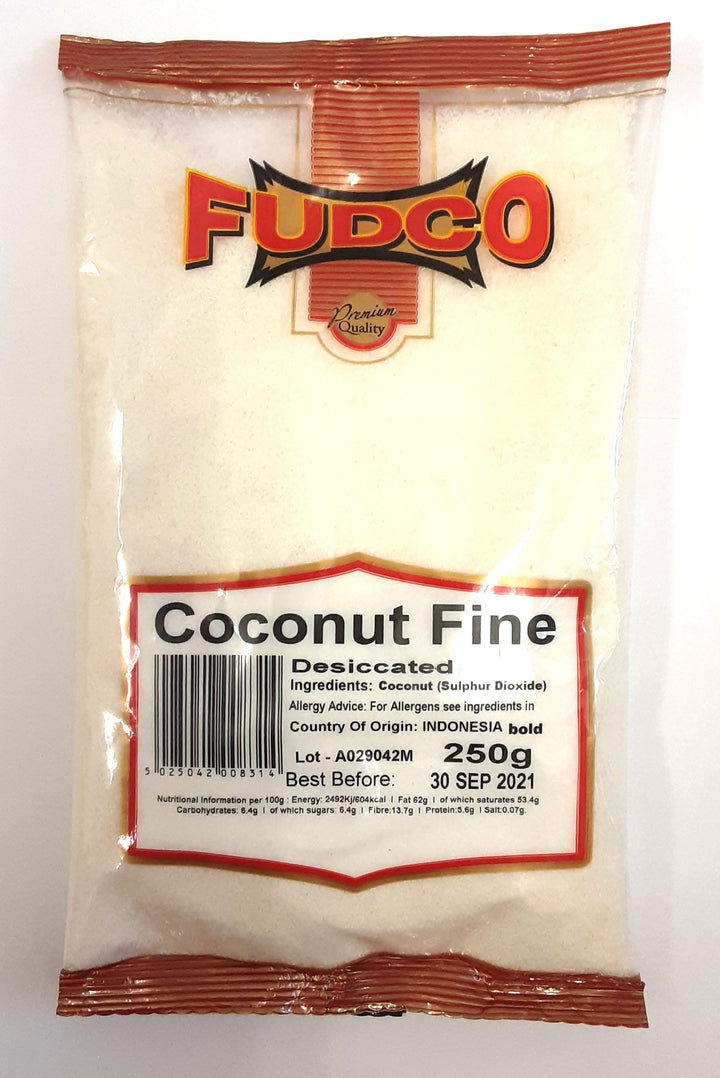 FUDCO
Premium
Quality
Coconut Fine
Desiccated
Ingredients: Coconut (Sulphur Dioxide)
Allergy Advice: For Allergens see ingredients in
Country Of Origin: INDONESIA bold
Lot - A029042M 250g
5 025042 008314
Best Before: 30 SEP 2021
Nutritional Information per 100g : Energy: 2492Kj/604kcal I Fat 62g I of which saturates 53.4g
Carbohydrates: 6.4g I of which sugars: 6.4g I Fibre:13.7g I Protein:5.6g I Salt:0.07g.